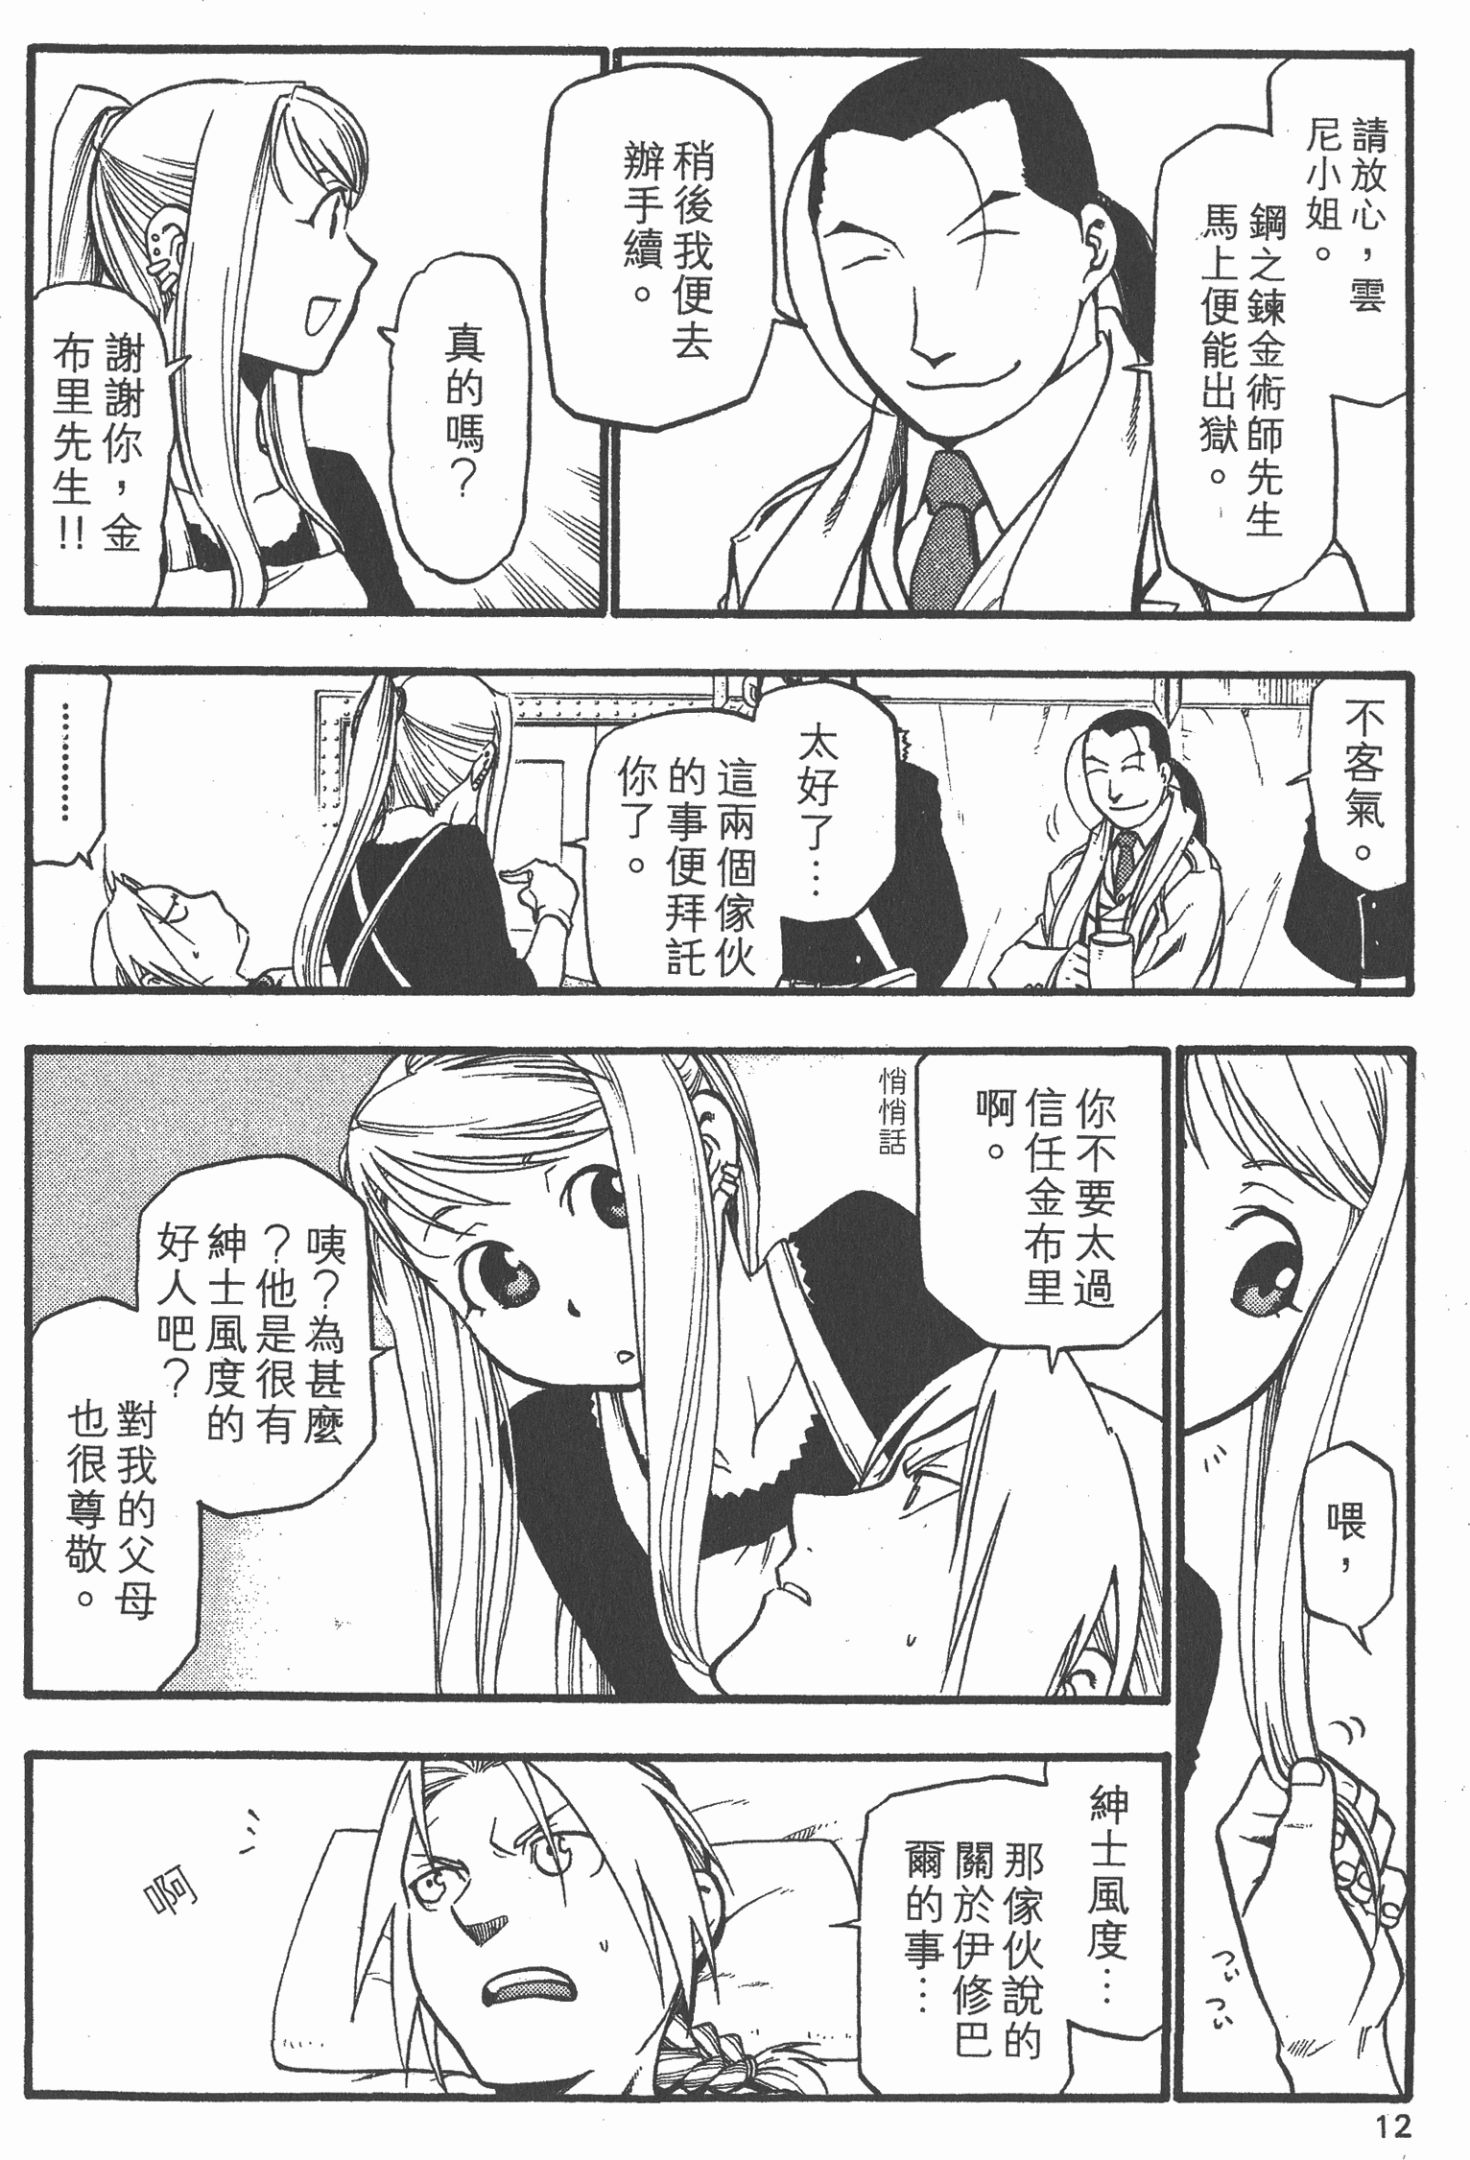 請放心，雲
尼小姐。
鋼之鍊金術師先生
馬上便能出獄。
稍後我便去
辦手續。
真的嗎？
謝謝你，金
布里先生!!
不客氣。
太好了…
這兩個傢伙
的事便拜託
你了。
………
喂，
つい
つい
你不要太過
信任金布里
啊。
悄悄話
咦？為甚麼
？他是很有
紳士風度的
好人吧？
對我的父母
也很尊敬。
紳士風度…
那傢伙說的
關於伊修巴
爾的事…
啊
12